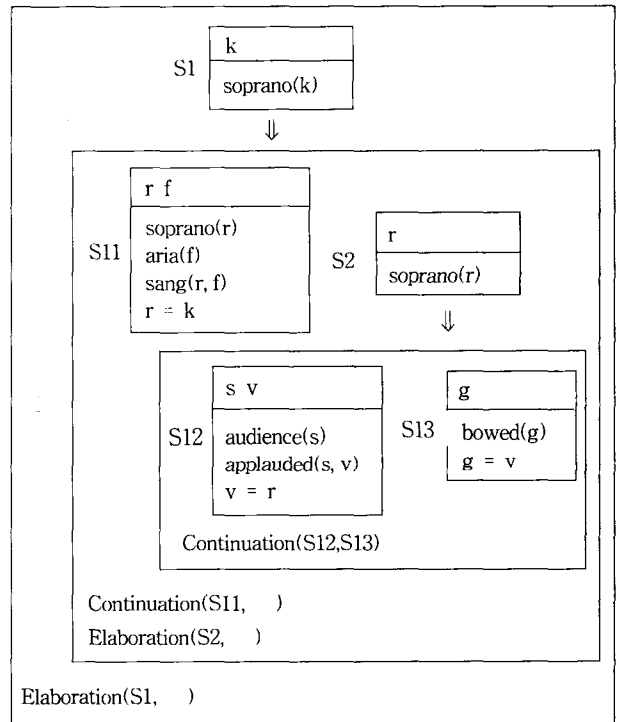 k
S1
soprano(k)
⇓
r f
S11
soprano(r)
aria(f)
sang(r, f)
r = k
S2
r
soprano(r)
⇓
s v
S12
audience(s)
applauded(s, v)
v = r
g
S13
bowed(g)
g = v
Continuation(S12,S13)
Continuation(S11, )
Elaboration(S2, )
Elaboration(S1, )